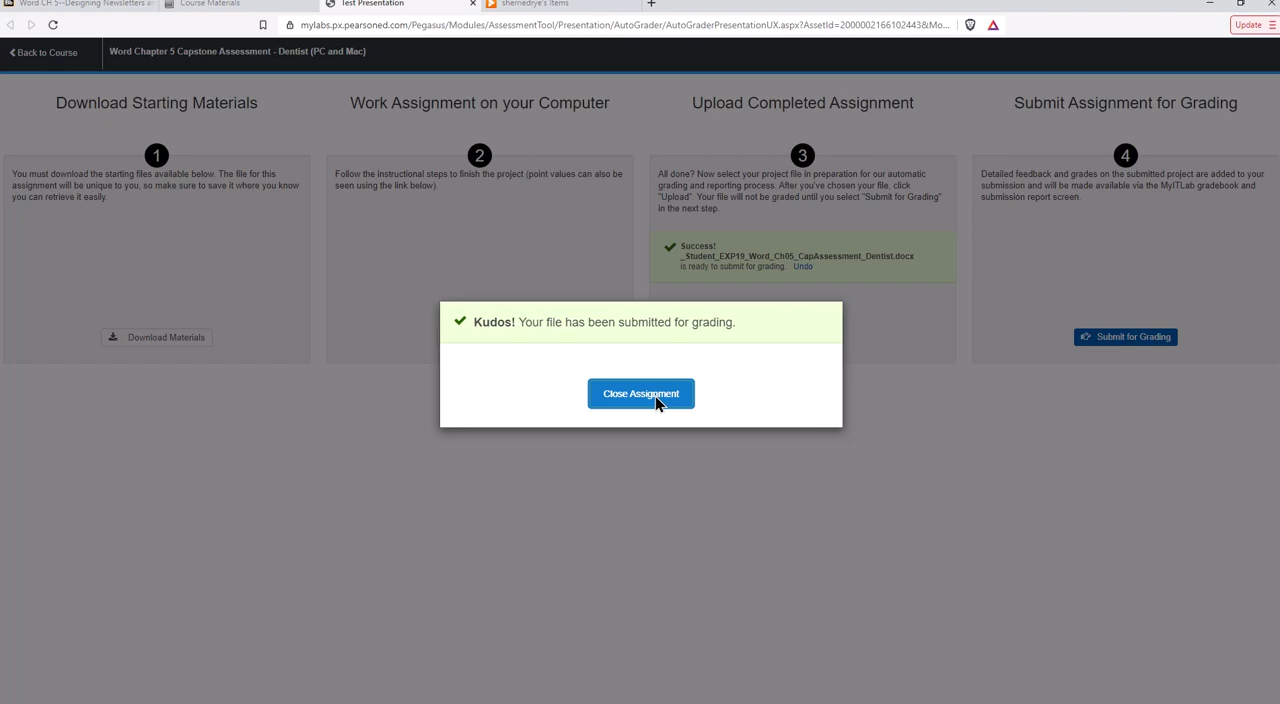 Word CH 5--Designing Newsletters ar
Course Materials
Test Presentation
shemedrye's Items
mylabs.px.pearsoned.com/Pegasus/Modules/AssessmentTool/Presentation/AutoGrader/AutoGraderPresentationUX.aspx?AssetId=2000002166102443&Mo...
Update
Back to Course
Word Chapter 5 Capstone Assessment - Dentist (PC and Mac)
Download Starting Materials
1
You must download the starting files available below. The file for this
assignment will be unique to you, so make sure to save it where you know
you can retrieve it easily.
Download Materials
Work Assignment on your Computer
2
Follow the instructional steps to finish the project (point values can also be
seen using the link below).
Upload Completed Assignment
3
All done? Now select your project file in preparation for our automatic
grading and reporting process. After you've chosen your file, click
"Upload". Your file will not be graded until you select "Submit for Grading"
in the next step.
Success!
_Student_EXP19_Word_Ch05_CapAssessment_Dentist.docx
is ready to submit for grading. Undo
Submit Assignment for Grading
4
Detailed feedback and grades on the submitted project are added to your
submission and will be made available via the MyITLab gradebook and
submission report screen.
Submit for Grading
Kudos! Your file has been submitted for grading.
Close Assignment